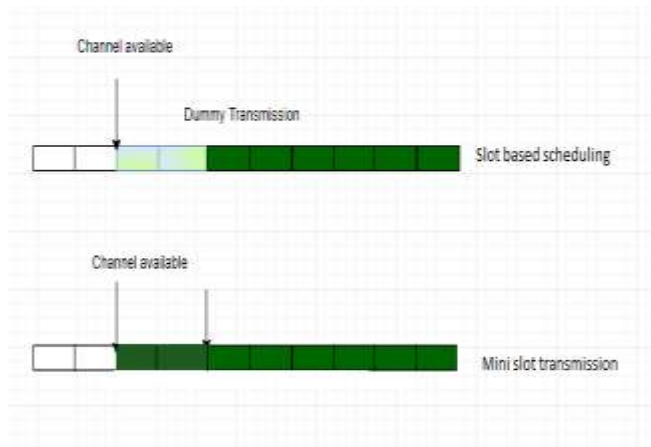 Channel available
Dummy Transmission
Slot based scheduling
Channel available
Mini slot transmission